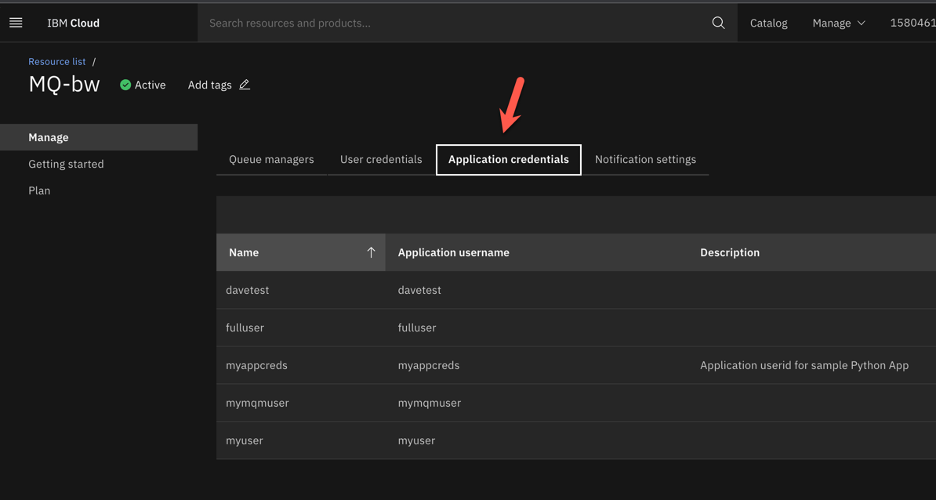 IBM Cloud
Search resources and products...
Catalog
Manage
1580461
Resource list /
MQ-bw
Active
Add tags
Manage
Getting started
Plan
Queue managers
User credentials
Application credentials
Notification settings
Name
Application username
Description
davetest
davetest
fulluser
fulluser
myappcreds
myappcreds
Application userid for sample Python App
mymqmuser
mymqmuser
myuser
myuser